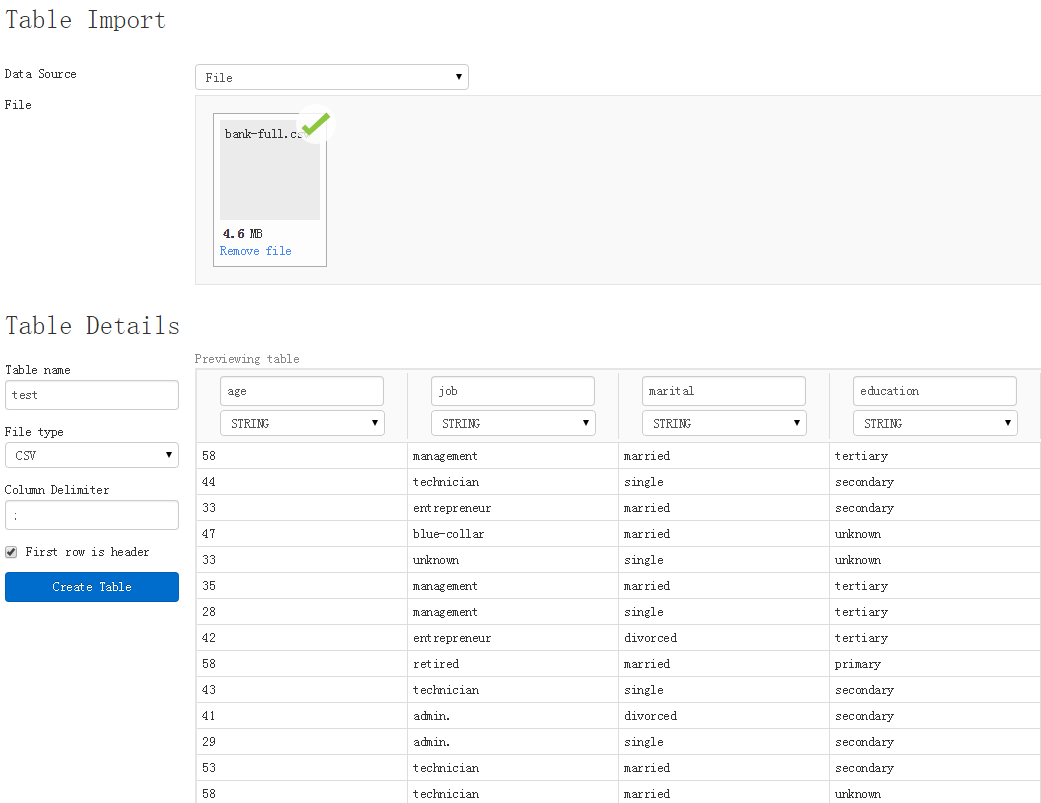 Table Import
Data Source
File
File
bank-full.cs
4.6 MB
Remove file
Table Details
Table name
test
File type
CSV
Column Delimiter
;
First row is header
Create Table
Previewing table
age job marital education
STRING STRING STRING STRING
58 management married tertiary
44 technician single secondary
33 entrepreneur married secondary
47 blue-collar married unknown
33 unknown single unknown
35 management married tertiary
28 management single tertiary
42 entrepreneur divorced tertiary
58 retired married primary
43 technician single secondary
41 admin. divorced secondary
29 admin. single secondary
53 technician married secondary
58 technician married unknown